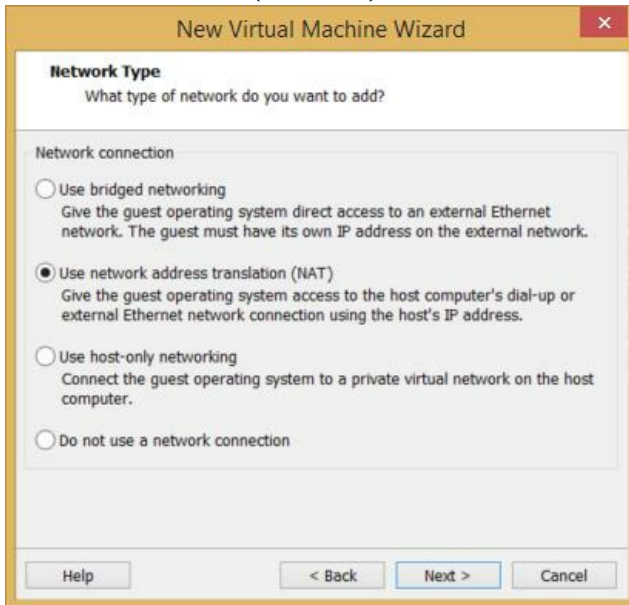 New Virtual Machine Wizard
Network Type
What type of network do you want to add?
Network connection
Use bridged networking
Give the guest operating system direct access to an external Ethernet
network. The guest must have its own IP address on the external network.
Use network address translation (NAT)
Give the guest operating system access to the host computer's dial-up or
external Ethernet network connection using the host's IP address.
Use host-only networking
Connect the guest operating system to a private virtual network on the host
computer.
Do not use a network connection
Help
< Back
Next >
Cancel